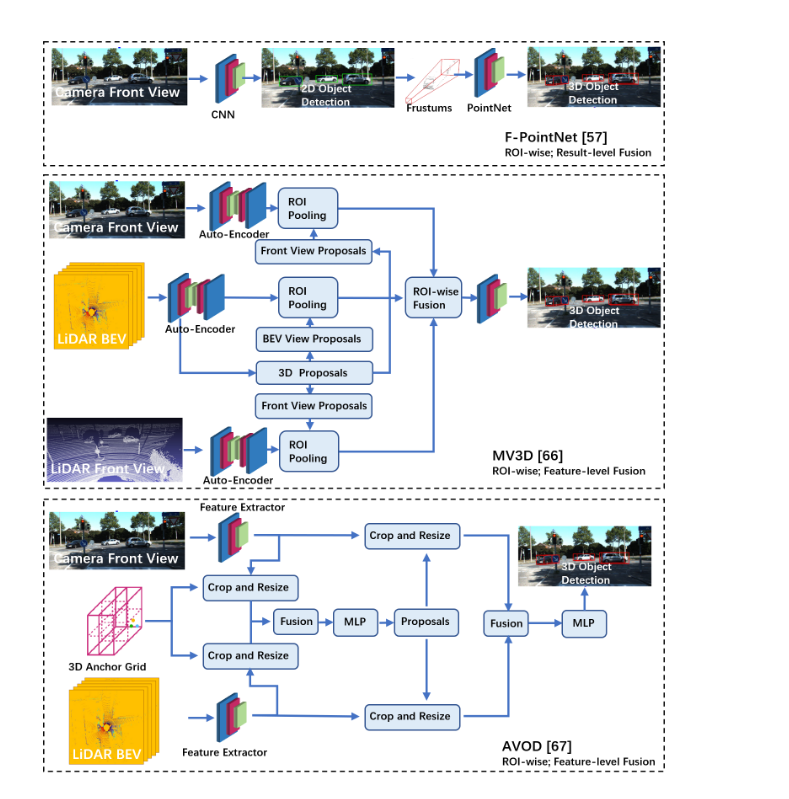 Camera Front View
CNN
2D Object
Detection
Frustums
PointNet
3D Object
Detection
F-PointNet [57]
ROI-wise; Result-level Fusion
Camera Front View
Auto-Encoder
ROI
Pooling
Front View Proposals
LiDAR BEV
Auto-Encoder
ROI
Pooling
BEV View Proposals
3D Proposals
Front View Proposals
ROI-wise
Fusion
3D Object
Detection
LiDAR Front View
Auto-Encoder
ROI
Pooling
MV3D [66]
ROI-wise; Feature-level Fusion
Feature Extractor
Camera Front View
Crop and Resize
3D Object
Detection
Crop and Resize
3D Anchor Grid
Fusion
MLP
Proposals
Fusion
MLP
Crop and Resize
LiDAR BEV
Feature Extractor
Crop and Resize
AVOD [67]
ROI-wise; Feature-level Fusion